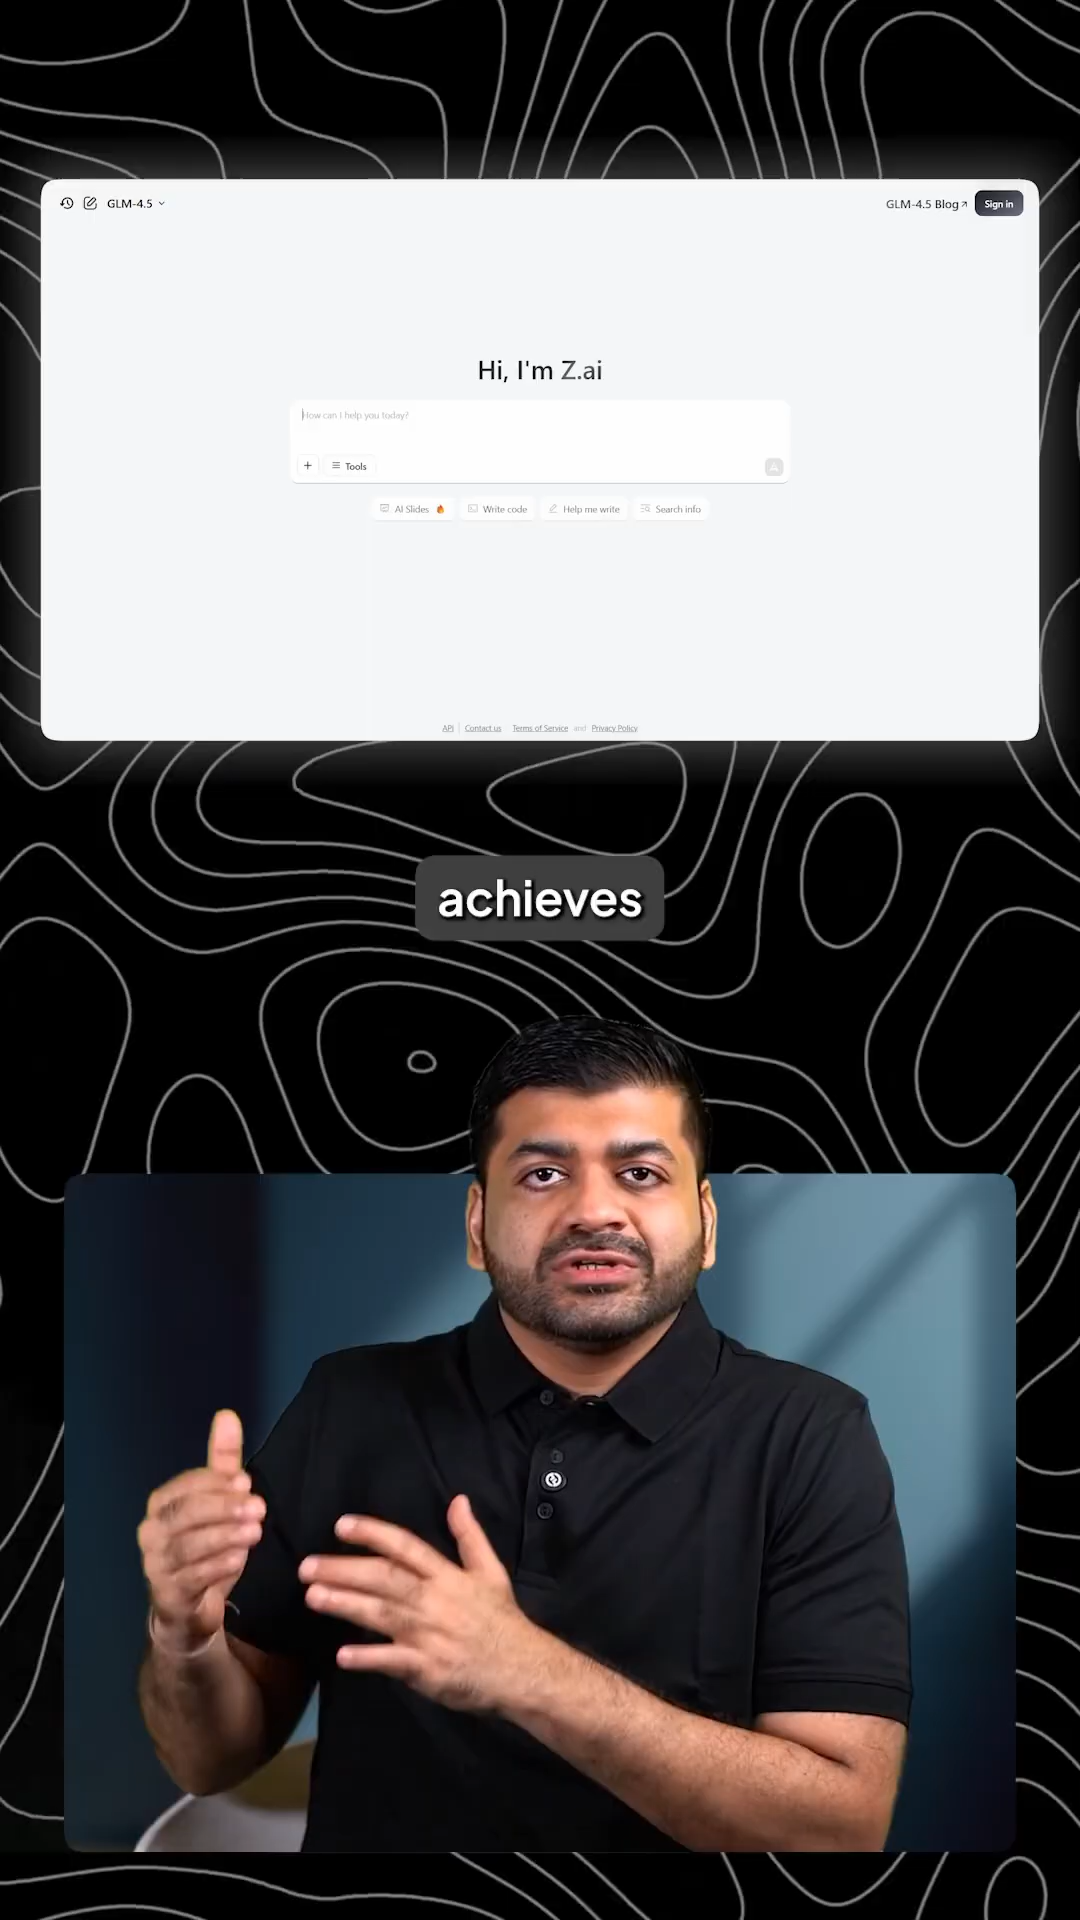 GLM-4.5
GLM-4.5 Blog
Sign in
Hi, I'm Z.ai
How can I help you today?
Tools
AI Slides
Write code
Help me write
Search info
API
Contact us
Terms of Service and Privacy Policy
achieves